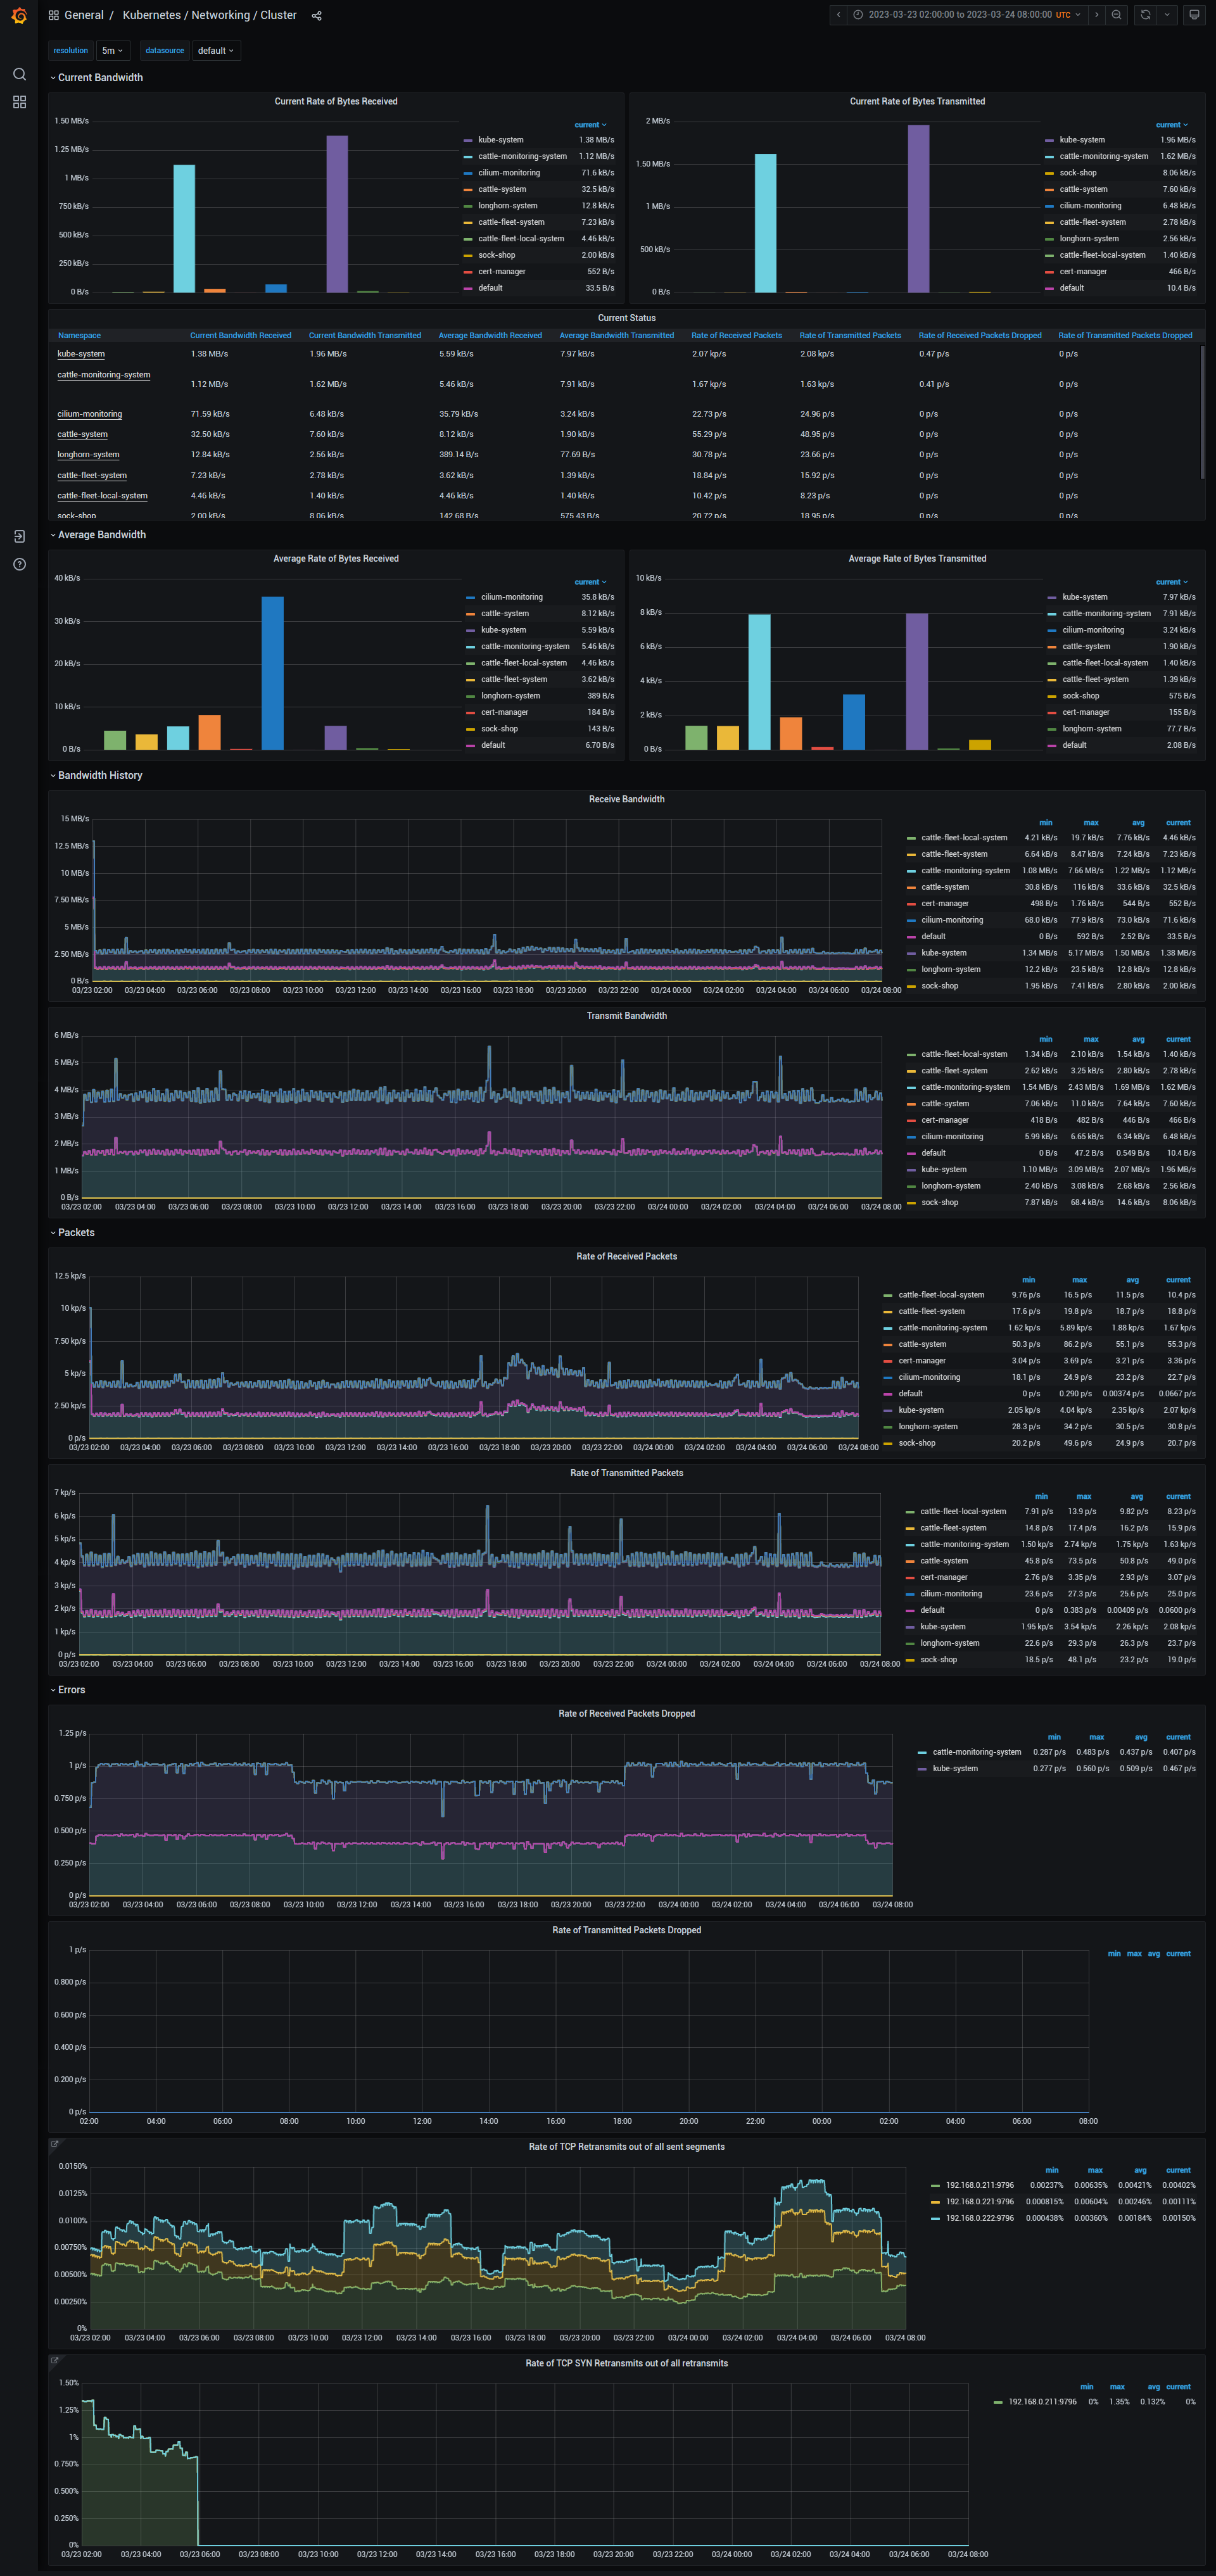 General / Kubernetes / Networking / Cluster
2023-03-23 02:00:00 to 2023-03-24 08:00:00 UTC
resolution 5m datasource default
Current Bandwidth
Current Rate of Bytes Received
1.50 MB/s
1.25 MB/s
1 MB/s
750 kB/s
500 kB/s
250 kB/s
0 B/s
current
kube-system 1.38 MB/s
cattle-monitoring-system 1.12 MB/s
cilium-monitoring 71.6 kB/s
cattle-system 32.5 kB/s
longhorn-system 12.8 kB/s
cattle-fleet-system 7.23 kB/s
cattle-fleet-local-system 4.46 kB/s
sock-shop 2.00 kB/s
cert-manager 552 B/s
default 33.5 B/s
Current Rate of Bytes Transmitted
2 MB/s
1.50 MB/s
1 MB/s
500 kB/s
0 B/s
current
kube-system 1.96 MB/s
cattle-monitoring-system 1.62 MB/s
sock-shop 8.06 kB/s
cattle-system 7.60 kB/s
cilium-monitoring 6.48 kB/s
cattle-fleet-system 2.78 kB/s
longhorn-system 2.56 kB/s
cattle-fleet-local-system 1.40 kB/s
cert-manager 466 B/s
default 10.4 B/s
Current Status
Namespace Current Bandwidth Received Current Bandwidth Transmitted Average Bandwidth Received Average Bandwidth Transmitted Rate of Received Packets Rate of Transmitted Packets Rate of Received Packets Dropped Rate of Transmitted Packets Dropped
kube-system 1.38 MB/s 1.96 MB/s 5.59 kB/s 7.97 kB/s 2.07 kp/s 2.08 kp/s 0.47 p/s 0 p/s
cattle-monitoring-system 1.12 MB/s 1.62 MB/s 5.46 kB/s 7.91 kB/s 1.67 kp/s 1.63 kp/s 0.41 p/s 0 p/s
cilium-monitoring 71.59 kB/s 6.48 kB/s 35.79 kB/s 3.24 kB/s 22.73 p/s 24.96 p/s 0 p/s 0 p/s
cattle-system 32.50 kB/s 7.60 kB/s 8.12 kB/s 1.90 kB/s 55.29 p/s 48.95 p/s 0 p/s 0 p/s
longhorn-system 12.84 kB/s 2.56 kB/s 389.14 B/s 77.69 B/s 30.78 p/s 23.66 p/s 0 p/s 0 p/s
cattle-fleet-system 7.23 kB/s 2.78 kB/s 3.62 kB/s 1.39 kB/s 18.84 p/s 15.92 p/s 0 p/s 0 p/s
cattle-fleet-local-system 4.46 kB/s 1.40 kB/s 4.46 kB/s 1.40 kB/s 10.42 p/s 8.23 p/s 0 p/s 0 p/s
sock-shop 2.00 kB/s 8.06 kB/s 142.68 B/s 575.43 B/s 20.72 p/s 18.95 p/s 0 p/s 0 p/s
Average Bandwidth
Average Rate of Bytes Received
40 kB/s
30 kB/s
20 kB/s
10 kB/s
0 B/s
current
cilium-monitoring 35.8 kB/s
cattle-system 8.12 kB/s
kube-system 5.59 kB/s
cattle-monitoring-system 5.46 kB/s
cattle-fleet-local-system 4.46 kB/s
cattle-fleet-system 3.62 kB/s
longhorn-system 389 B/s
cert-manager 184 B/s
sock-shop 143 B/s
default 6.70 B/s
Average Rate of Bytes Transmitted
10 kB/s
8 kB/s
6 kB/s
4 kB/s
2 kB/s
0 B/s
current
kube-system 7.97 kB/s
cattle-monitoring-system 7.91 kB/s
cilium-monitoring 3.24 kB/s
cattle-system 1.90 kB/s
cattle-fleet-local-system 1.40 kB/s
cattle-fleet-system 1.39 kB/s
sock-shop 575 B/s
cert-manager 155 B/s
longhorn-system 77.7 B/s
default 2.08 B/s
Bandwidth History
Receive Bandwidth
15 MB/s
12.5 MB/s
10 MB/s
7.50 MB/s
5 MB/s
2.50 MB/s
0 B/s
03/23 02:00 03/23 04:00 03/23 06:00 03/23 08:00 03/23 10:00 03/23 12:00 03/23 14:00 03/23 16:00 03/23 18:00 03/23 20:00 03/23 22:00 03/24 00:00 03/24 02:00 03/24 04:00 03/24 06:00 03/24 08:00
min max avg current
cattle-fleet-local-system 4.21 kB/s 19.7 kB/s 7.76 kB/s 4.46 kB/s
cattle-fleet-system 6.64 kB/s 8.47 kB/s 7.24 kB/s 7.23 kB/s
cattle-monitoring-system 1.08 MB/s 7.66 MB/s 1.22 MB/s 1.12 MB/s
cattle-system 30.8 kB/s 116 kB/s 33.6 kB/s 32.5 kB/s
cert-manager 498 B/s 1.76 kB/s 544 B/s 552 B/s
cilium-monitoring 68.0 kB/s 77.9 kB/s 73.0 kB/s 71.6 kB/s
default 0 B/s 592 B/s 2.52 B/s 33.5 B/s
kube-system 1.34 MB/s 5.17 MB/s 1.50 MB/s 1.38 MB/s
longhorn-system 12.2 kB/s 23.5 kB/s 12.8 kB/s 12.8 kB/s
sock-shop 1.95 kB/s 7.41 kB/s 2.80 kB/s 2.00 kB/s
Transmit Bandwidth
6 MB/s
5 MB/s
4 MB/s
3 MB/s
2 MB/s
1 MB/s
0 B/s
03/23 02:00 03/23 04:00 03/23 06:00 03/23 08:00 03/23 10:00 03/23 12:00 03/23 14:00 03/23 16:00 03/23 18:00 03/23 20:00 03/23 22:00 03/24 00:00 03/24 02:00 03/24 04:00 03/24 06:00 03/24 08:00
min max avg current
cattle-fleet-local-system 1.34 kB/s 2.10 kB/s 1.54 kB/s 1.40 kB/s
cattle-fleet-system 2.62 kB/s 3.25 kB/s 2.80 kB/s 2.78 kB/s
cattle-monitoring-system 1.54 MB/s 2.43 MB/s 1.69 MB/s 1.62 MB/s
cattle-system 7.06 kB/s 11.0 kB/s 7.64 kB/s 7.60 kB/s
cert-manager 418 B/s 482 B/s 446 B/s 466 B/s
cilium-monitoring 5.99 kB/s 6.65 kB/s 6.34 kB/s 6.48 kB/s
default 0 B/s 47.2 B/s 0.549 B/s 10.4 B/s
kube-system 1.10 MB/s 3.09 MB/s 2.07 MB/s 1.96 MB/s
longhorn-system 2.40 kB/s 3.08 kB/s 2.68 kB/s 2.56 kB/s
sock-shop 7.87 kB/s 68.4 kB/s 14.6 kB/s 8.06 kB/s
Packets
Rate of Received Packets
12.5 kp/s
10 kp/s
7.50 kp/s
5 kp/s
2.50 kp/s
0 p/s
03/23 02:00 03/23 04:00 03/23 06:00 03/23 08:00 03/23 10:00 03/23 12:00 03/23 14:00 03/23 16:00 03/23 18:00 03/23 20:00 03/23 22:00 03/24 00:00 03/24 02:00 03/24 04:00 03/24 06:00 03/24 08:00
min max avg current
cattle-fleet-local-system 9.76 p/s 16.5 p/s 11.5 p/s 10.4 p/s
cattle-fleet-system 17.6 p/s 19.8 p/s 18.7 p/s 18.8 p/s
cattle-monitoring-system 1.62 kp/s 5.89 kp/s 1.88 kp/s 1.67 kp/s
cattle-system 50.3 p/s 86.2 p/s 55.1 p/s 55.3 p/s
cert-manager 3.04 p/s 3.69 p/s 3.21 p/s 3.36 p/s
cilium-monitoring 18.1 p/s 24.9 p/s 23.2 p/s 22.7 p/s
default 0 p/s 0.290 p/s 0.00374 p/s 0.0667 p/s
kube-system 2.05 kp/s 4.04 kp/s 2.35 kp/s 2.07 kp/s
longhorn-system 28.3 p/s 34.2 p/s 30.5 p/s 30.8 p/s
sock-shop 20.2 p/s 49.6 p/s 24.9 p/s 20.7 p/s
Rate of Transmitted Packets
7 kp/s
6 kp/s
5 kp/s
4 kp/s
3 kp/s
2 kp/s
1 kp/s
0 p/s
03/23 02:00 03/23 04:00 03/23 06:00 03/23 08:00 03/23 10:00 03/23 12:00 03/23 14:00 03/23 16:00 03/23 18:00 03/23 20:00 03/23 22:00 03/24 00:00 03/24 02:00 03/24 04:00 03/24 06:00 03/24 08:00
min max avg current
cattle-fleet-local-system 7.91 p/s 13.9 p/s 9.82 p/s 8.23 p/s
cattle-fleet-system 14.8 p/s 17.4 p/s 16.2 p/s 15.9 p/s
cattle-monitoring-system 1.50 kp/s 2.74 kp/s 1.75 kp/s 1.63 kp/s
cattle-system 45.8 p/s 73.5 p/s 50.8 p/s 49.0 p/s
cert-manager 2.76 p/s 3.35 p/s 2.93 p/s 3.07 p/s
cilium-monitoring 23.6 p/s 27.3 p/s 25.6 p/s 25.0 p/s
default 0 p/s 0.383 p/s 0.00409 p/s 0.0600 p/s
kube-system 1.95 kp/s 3.54 kp/s 2.26 kp/s 2.08 kp/s
longhorn-system 22.6 p/s 29.3 p/s 26.3 p/s 23.7 p/s
sock-shop 18.5 p/s 48.1 p/s 23.2 p/s 19.0 p/s
Errors
Rate of Received Packets Dropped
1.25 p/s
1 p/s
0.750 p/s
0.500 p/s
0.250 p/s
0 p/s
03/23 02:00 03/23 04:00 03/23 06:00 03/23 08:00 03/23 10:00 03/23 12:00 03/23 14:00 03/23 16:00 03/23 18:00 03/23 20:00 03/23 22:00 03/24 00:00 03/24 02:00 03/24 04:00 03/24 06:00 03/24 08:00
min max avg current
cattle-monitoring-system 0.287 p/s 0.483 p/s 0.437 p/s 0.407 p/s
kube-system 0.277 p/s 0.560 p/s 0.509 p/s 0.467 p/s
Rate of Transmitted Packets Dropped
1 p/s
0.800 p/s
0.600 p/s
0.400 p/s
0.200 p/s
0 p/s
02:00 04:00 06:00 08:00 10:00 12:00 14:00 16:00 18:00 20:00 22:00 00:00 02:00 04:00 06:00 08:00
min max avg current
Rate of TCP Retransmits out of all sent segments
0.0150%
0.0125%
0.0100%
0.00750%
0.00500%
0.00250%
0%
03/23 02:00 03/23 04:00 03/23 06:00 03/23 08:00 03/23 10:00 03/23 12:00 03/23 14:00 03/23 16:00 03/23 18:00 03/23 20:00 03/23 22:00 03/24 00:00 03/24 02:00 03/24 04:00 03/24 06:00 03/24 08:00
min max avg current
192.168.0.211:9796 0.00237% 0.00635% 0.00421% 0.00402%
192.168.0.221:9796 0.000815% 0.00604% 0.00246% 0.00111%
192.168.0.222:9796 0.000438% 0.00360% 0.00184% 0.00150%
Rate of TCP SYN Retransmits out of all retransmits
1.50%
1.25%
1%
0.750%
0.500%
0.250%
0%
03/23 02:00 03/23 04:00 03/23 06:00 03/23 08:00 03/23 10:00 03/23 12:00 03/23 14:00 03/23 16:00 03/23 18:00 03/23 20:00 03/23 22:00 03/24 00:00 03/24 02:00 03/24 04:00 03/24 06:00 03/24 08:00
min max avg current
192.168.0.211:9796 0% 1.35% 0.132% 0%